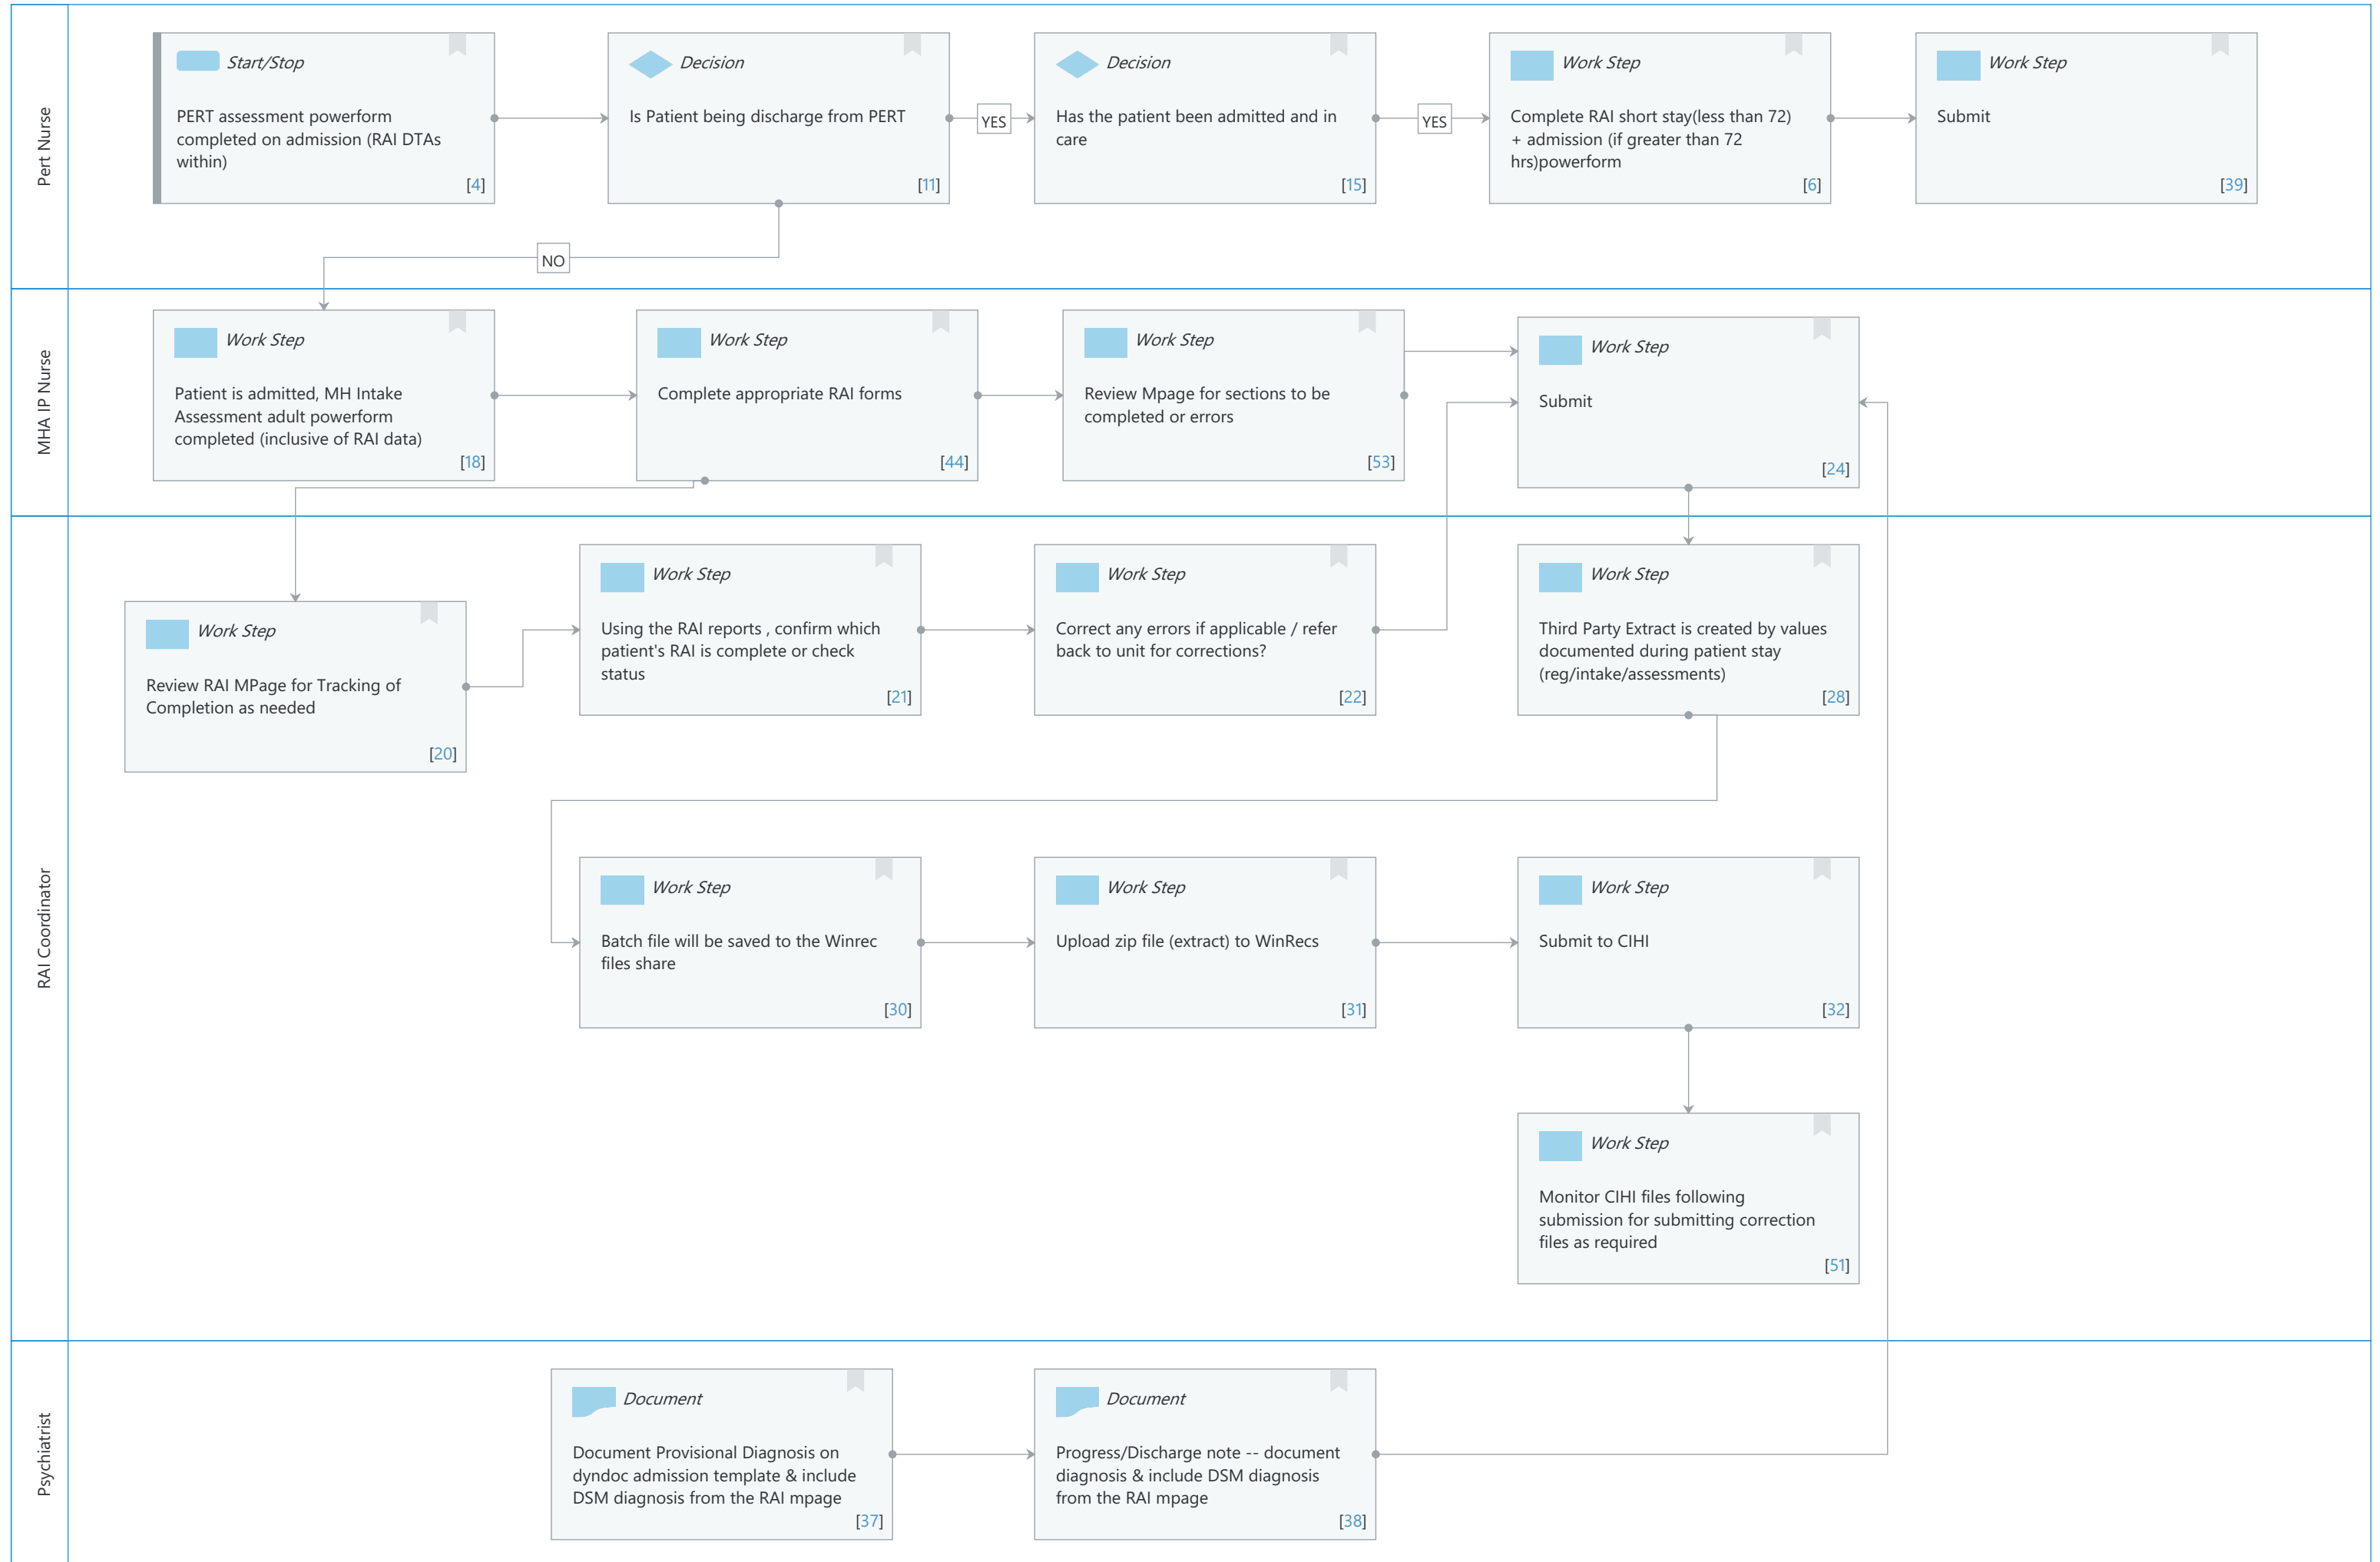 Pert Nurse
Start/Stop
PERT assessment powerform
completed on admission (RAI DTAs
within)
[4]
Decision
Is Patient being discharge from PERT
[11]
YES
Decision
Has the patient been admitted and in
care
[15]
YES
Work Step
Complete RAI short stay(less than 72)
+ admission (if greater than 72
hrs)powerform
[6]
Work Step
Submit
[39]
NO
MHA IP Nurse
Work Step
Patient is admitted, MH Intake
Assessment adult powerform
completed (inclusive of RAI data)
[18]
Work Step
Complete appropriate RAI forms
[44]
Work Step
Review Mpage for sections to be
completed or errors
[53]
Work Step
Submit
[24]
RAI Coordinator
Work Step
Review RAI MPage for Tracking of
Completion as needed
[20]
Work Step
Using the RAI reports , confirm which
patient's RAI is complete or check
status
[21]
Work Step
Correct any errors if applicable / refer
back to unit for corrections?
[22]
Work Step
Third Party Extract is created by values
documented during patient stay
(reg/intake/assessments)
[28]
Work Step
Batch file will be saved to the Winrec
files share
[30]
Work Step
Upload zip file (extract) to WinRecs
[31]
Work Step
Submit to CIHI
[32]
Work Step
Monitor CIHI files following
submission for submitting correction
files as required
[51]
Psychiatrist
Document
Document Provisional Diagnosis on
dyndoc admission template & include
DSM diagnosis from the RAI mpage
[37]
Document
Progress/Discharge note -- document
diagnosis & include DSM diagnosis
from the RAI mpage
[38]